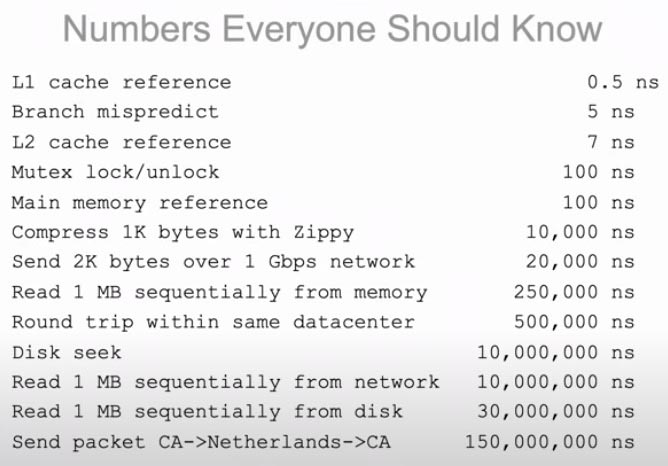 Numbers Everyone Should Know
L1 cache reference 0.5 ns
Branch mispredict 5 ns
L2 cache reference 7 ns
Mutex lock/unlock 100 ns
Main memory reference 100 ns
Compress 1K bytes with Zippy 10,000 ns
Send 2K bytes over 1 Gbps network 20,000 ns
Read 1 MB sequentially from memory 250,000 ns
Round trip within same datacenter 500,000 ns
Disk seek 10,000,000 ns
Read 1 MB sequentially from network 10,000,000 ns
Read 1 MB sequentially from disk 30,000,000 ns
Send packet CA->Netherlands->CA 150,000,000 ns